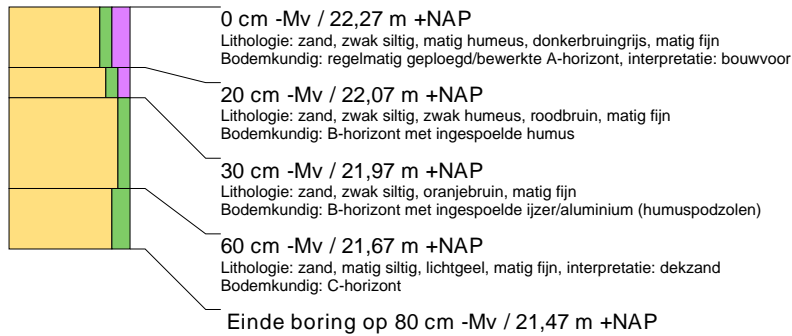 0 cm -Mv / 22,27 m +NAP
Lithologie: zand, zwak siltig, matig humeus, donkerbruingrijs, matig fijn
Bodemkundig: regelmatig geploegd/bewerkte A-horizont, interpretatie: bouwvoor
20 cm -Mv / 22,07 m +NAP
Lithologie: zand, zwak siltig, zwak humeus, roodbruin, matig fijn
Bodemkundig: B-horizont met ingespoelde humus
30 cm -Mv / 21,97 m +NAP
Lithologie: zand, zwak siltig, oranjebruin, matig fijn
Bodemkundig: B-horizont met ingespoelde ijzer/aluminium (humuspodzolen)
60 cm -Mv / 21,67 m +NAP
Lithologie: zand, matig siltig, lichtgeel, matig fijn, interpretatie: dekzand
Bodemkundig: C-horizont
Einde boring op 80 cm -Mv / 21,47 m +NAP